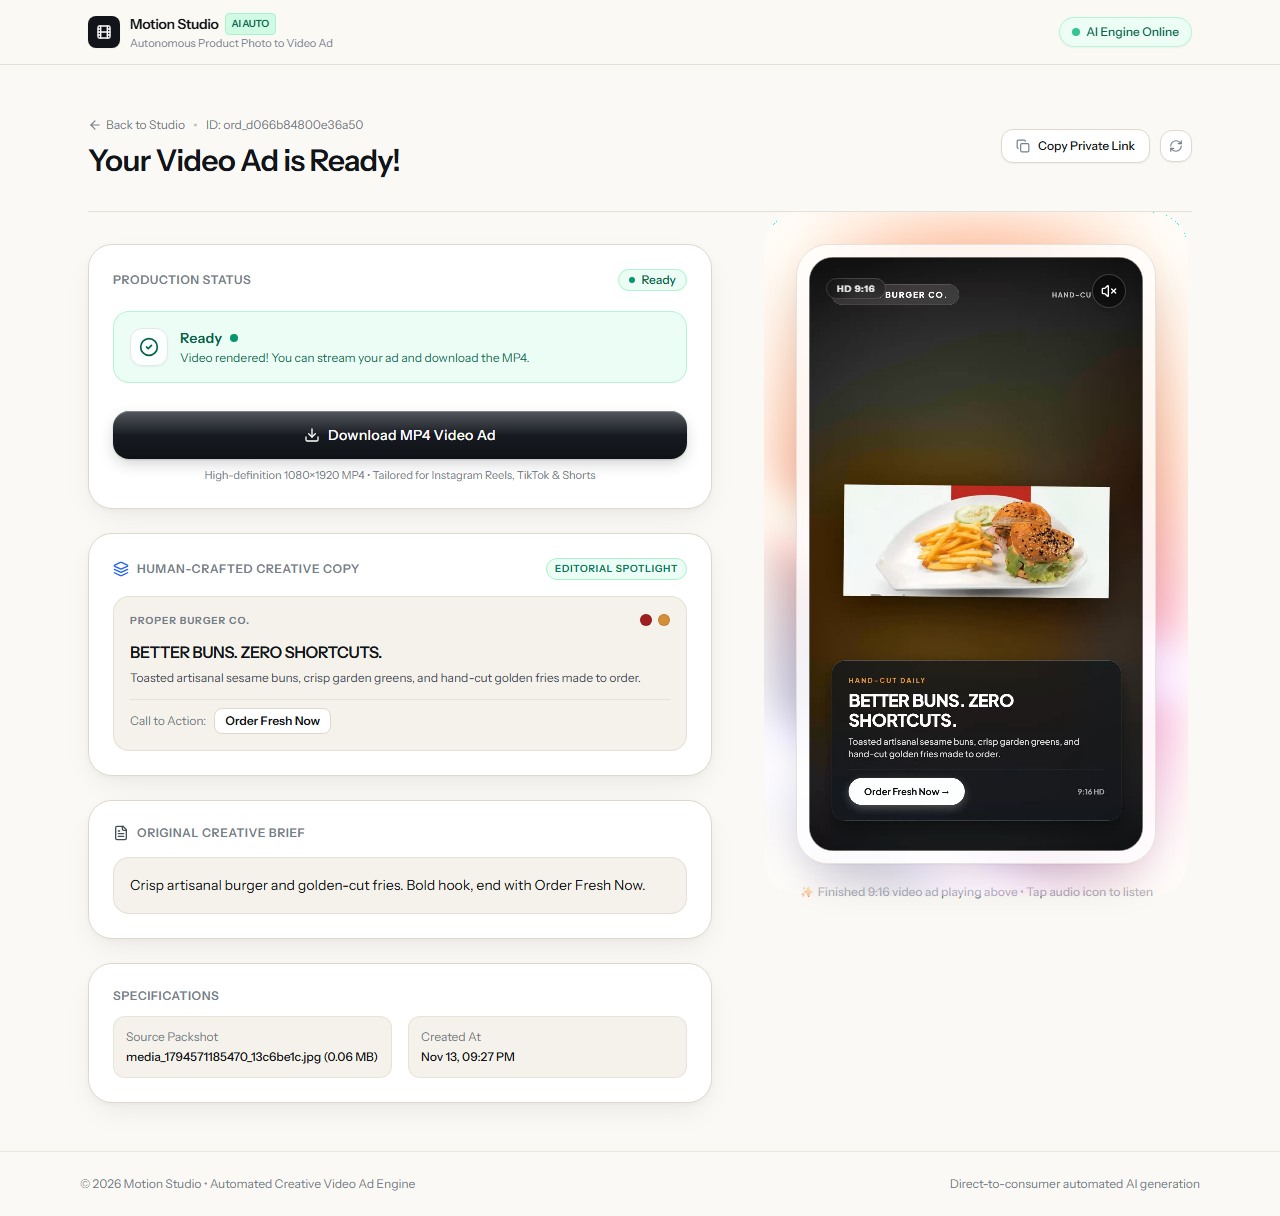 Motion Studio AI AUTO
Autonomous Product Photo to Video Ad
AI Engine Online
← Back to Studio • ID: ord_d066b84800e36a50
Your Video Ad is Ready!
Copy Private Link
PRODUCTION STATUS
Ready
Ready
Video rendered! You can stream your ad and download the MP4.
Download MP4 Video Ad
High-definition 1080×1920 MP4 • Tailored for Instagram Reels, TikTok & Shorts
HUMAN-CRAFTED CREATIVE COPY
EDITORIAL SPOTLIGHT
PROPER BURGER CO.
BETTER BUNS. ZERO SHORTCUTS.
Toasted artisanal sesame buns, crisp garden greens, and hand-cut golden fries made to order.
Call to Action: Order Fresh Now
ORIGINAL CREATIVE BRIEF
Crisp artisanal burger and golden-cut fries. Bold hook, end with Order Fresh Now.
SPECIFICATIONS
Source Packshot
media_1794571185470_13c6be1c.jpg (0.06 MB)
Created At
Nov 13, 09:27 PM
HD 9:16
BURGER CO.
HAND-CU
HAND-CUT DAILY
BETTER BUNS. ZERO
SHORTCUTS.
Toasted artisanal sesame buns, crisp garden greens, and
hand-cut golden fries made to order.
Order Fresh Now →
9:16 HD
✨ Finished 9:16 video ad playing above • Tap audio icon to listen
© 2026 Motion Studio • Automated Creative Video Ad Engine
Direct-to-consumer automated AI generation